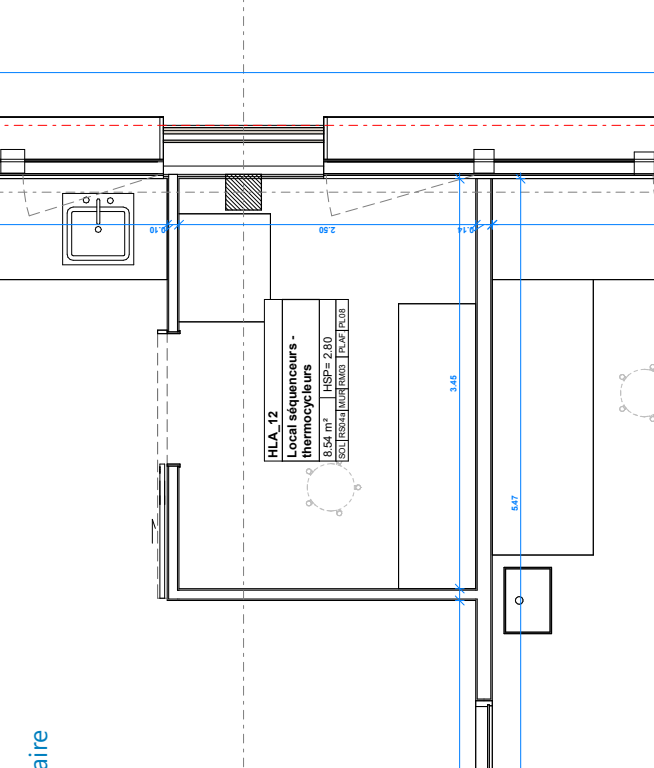 0.10
2.50
0.14
HLA_12
Local séquenceurs -
thermocycleurs
8.54 m² HSP= 2.80
SOL RS04a MUR RM03 PLAF PL08
3.45
5.47
aire